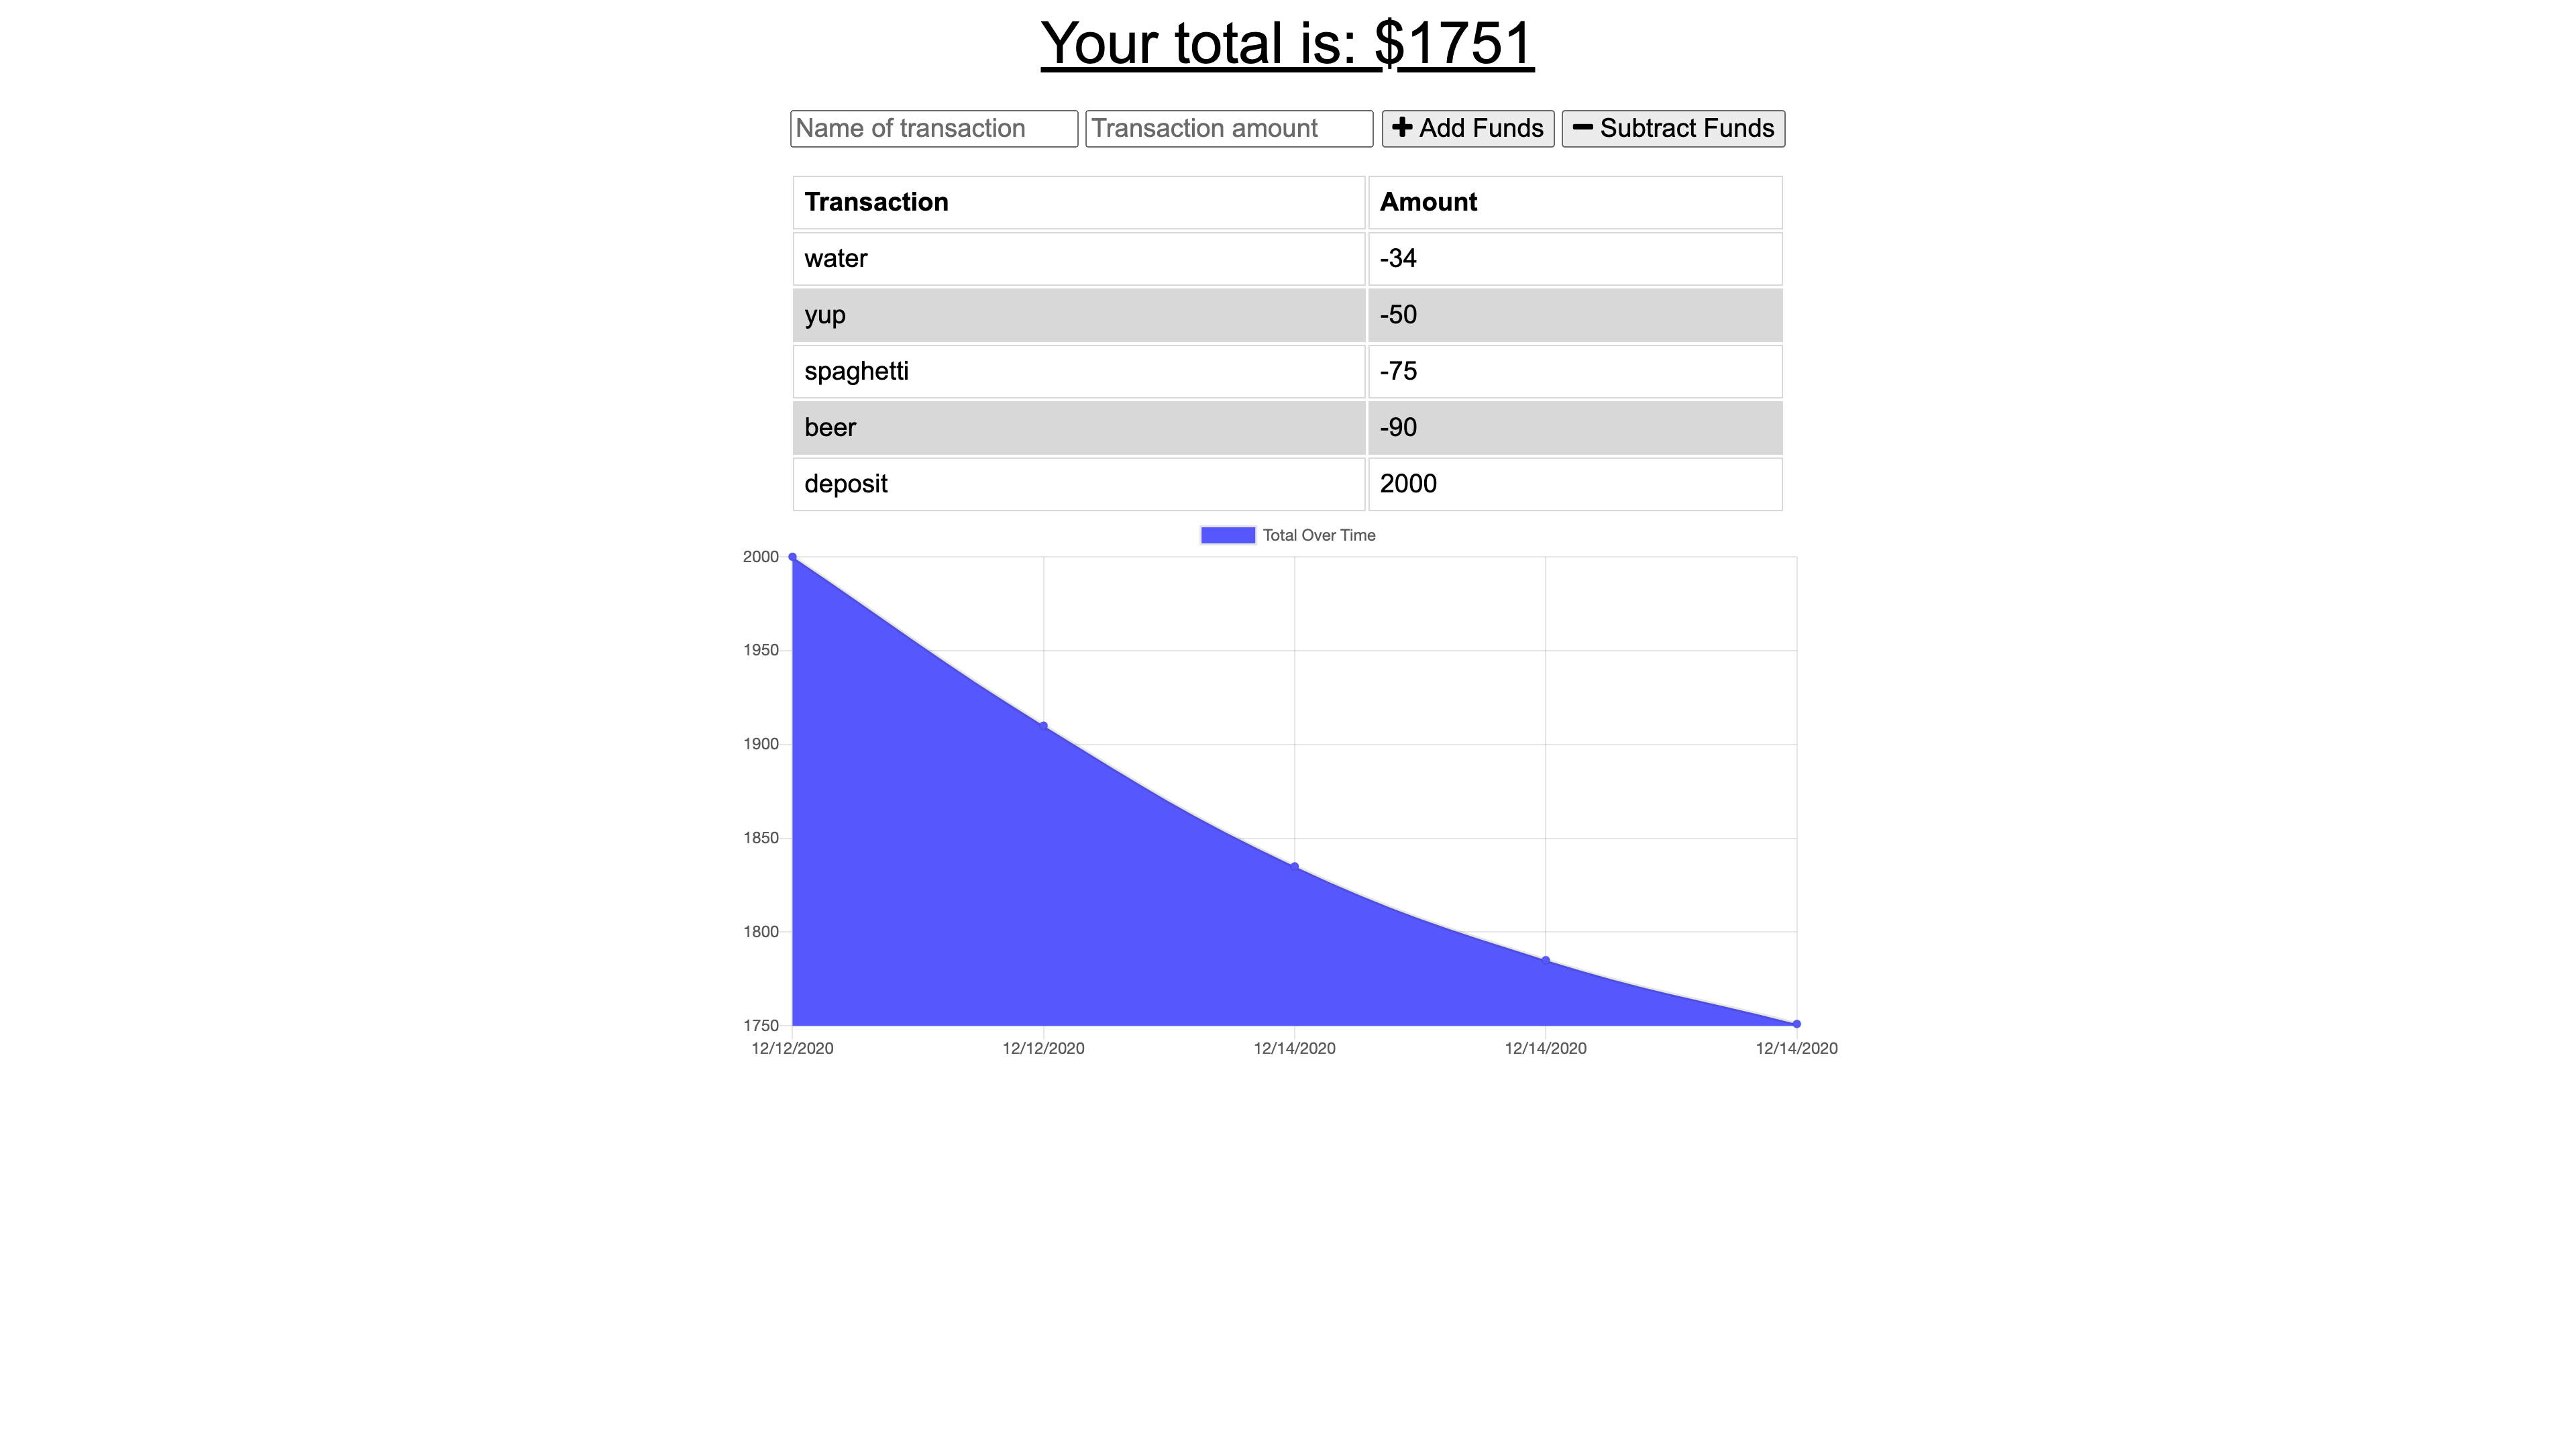 Your total is: $1751
Name of transaction Transaction amount Add Funds Subtract Funds
Transaction Amount
water -34
yup -50
spaghetti -75
beer -90
deposit 2000
Total Over Time
2000
1950
1900
1850
1800
1750
12/12/2020 12/12/2020 12/14/2020 12/14/2020 12/14/2020